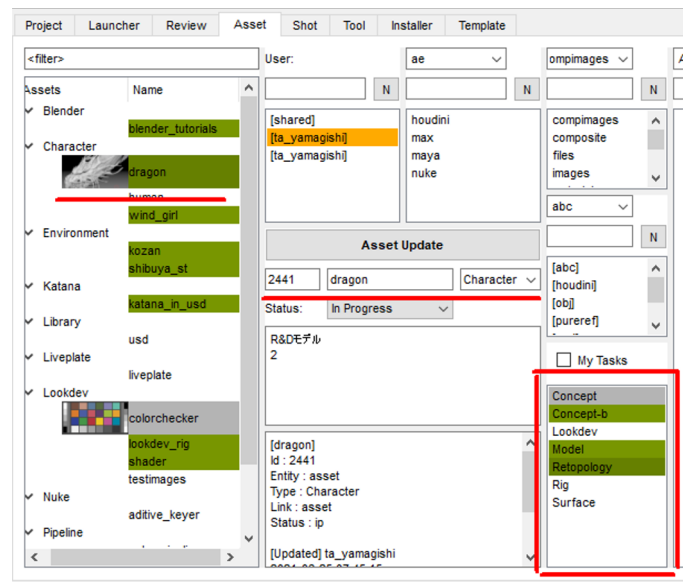 Project Launcher Review Asset Shot Tool Installer Template
<filter>
Assets Name
Blender
blender_tutorials
Character
dragon
human
wind_girl
Environment
kozan
shibuya_st
Katana
katana_in_usd
Library
usd
Liveplate
liveplate
Lookdev
colorchecker
lookdev_rig
shader
testimages
Nuke
aditive_keyer
Pipeline
User:
N
[shared]
[ta_yamagishi]
[ta_yamagishi]
ae
N
houdini
max
maya
nuke
Asset Update
2441 dragon Character
Status: In Progress
R&Dモデル
2
[dragon]
Id : 2441
Entity : asset
Type : Character
Link : asset
Status : ip
[Updated] ta_yamagishi
ompimages
N
compimages
composite
files
images
abc
N
[abc]
[houdini]
[obj]
[pureref]
My Tasks
Concept
Concept-b
Lookdev
Model
Retopology
Rig
Surface